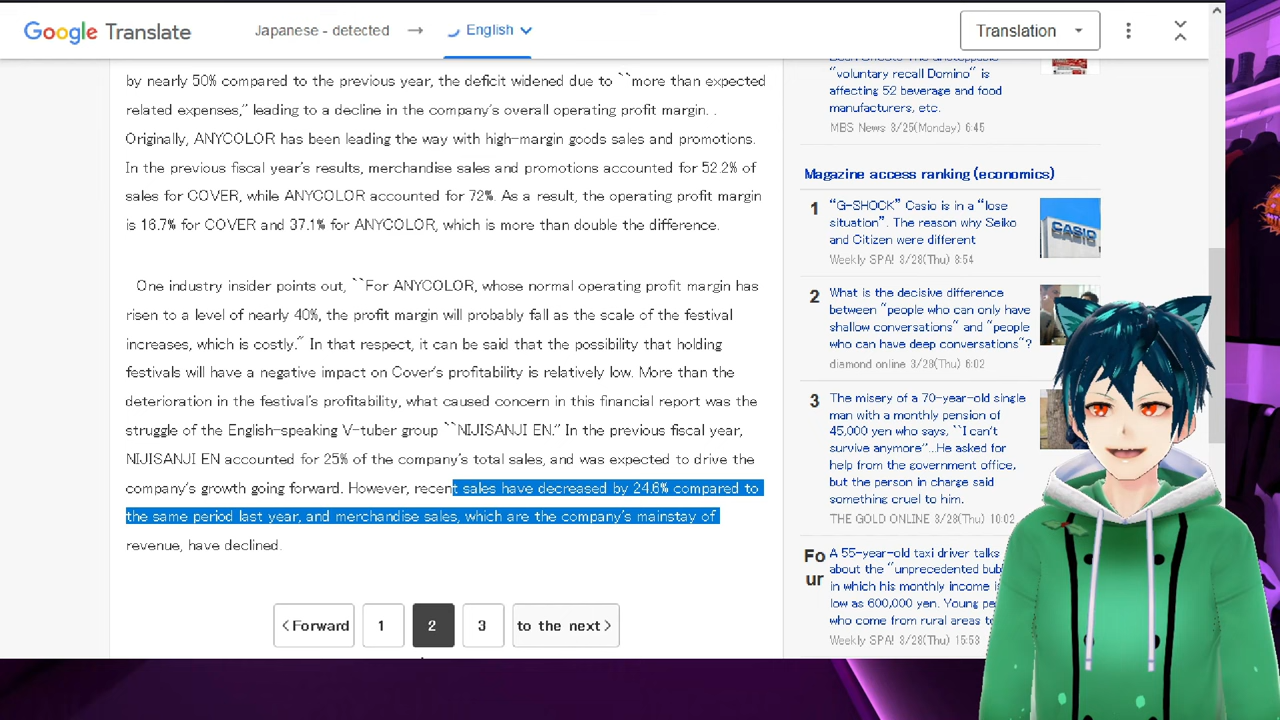 Google Translate
Japanese - detected → English
Translation
by nearly 50% compared to the previous year, the deficit widened due to ``more than expected
related expenses,” leading to a decline in the company's overall operating profit margin. .
Originally, ANYCOLOR has been leading the way with high-margin goods sales and promotions.
In the previous fiscal year's results, merchandise sales and promotions accounted for 52.2% of
sales for COVER, while ANYCOLOR accounted for 72%. As a result, the operating profit margin
is 16.7% for COVER and 37.1% for ANYCOLOR, which is more than double the difference.
One industry insider points out, ``For ANYCOLOR, whose normal operating profit margin has
risen to a level of nearly 40%, the profit margin will probably fall as the scale of the festival
increases, which is costly.” In that respect, it can be said that the possibility that holding
festivals will have a negative impact on Cover's profitability is relatively low. More than the
deterioration in the festival's profitability, what caused concern in this financial report was the
struggle of the English-speaking V-tuber group ``NIJISANJI EN.” In the previous fiscal year,
NIJISANJI EN accounted for 25% of the company's total sales, and was expected to drive the
company's growth going forward. However, recent sales have decreased by 24.6% compared to
the same period last year, and merchandise sales, which are the company's mainstay of
revenue, have declined.
<Forward
1
2
3
to the next>
“voluntary recall Domino” is
affecting 52 beverage and food
manufacturers, etc.
MBS News 3/25(Monday) 6:45
Magazine access ranking (economics)
1
“G-SHOCK” Casio is in a “lose
situation”. The reason why Seiko
and Citizen were different
Weekly SPA! 3/28(Thu) 8:54
CASIO
2
What is the decisive difference
between “people who can only have
shallow conversations” and “people
who can have deep conversations”?
diamond online 3/28(Thu) 6:02
3
The misery of a 70-year-old single
man with a monthly pension of
45,000 yen who says, ``I can't
survive anymore”...He asked for
help from the government office,
but the person in charge said
something cruel to him.
THE GOLD ONLINE 3/28(Thu) 10:02
Fo
ur
A 55-year-old taxi driver talks
about the “unprecedented bub
in which his monthly income i
low as 600,000 yen. Young pe
who come from rural areas to
Weekly SPA! 3/28(Thu) 15:53